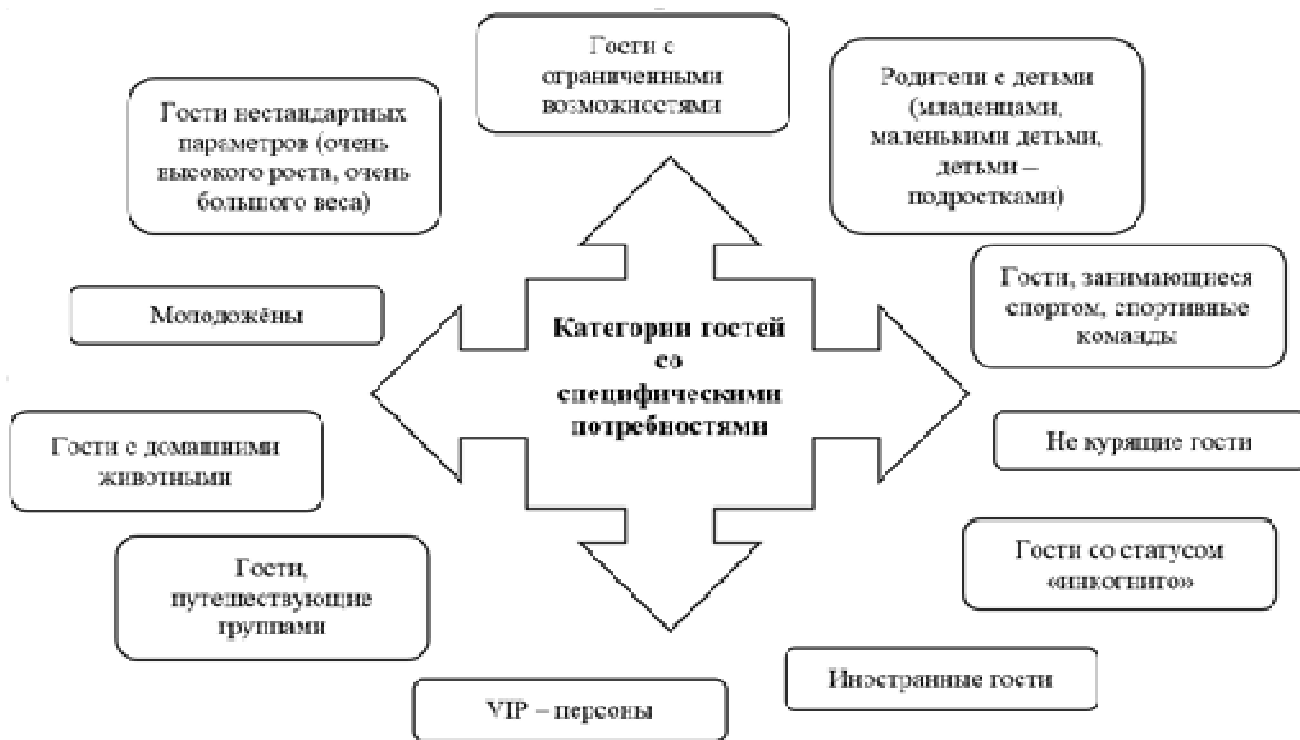 Гости с
ограниченными
возможностями
Родители с детьми
(младенцами,
маленькими детьми,
детьми –
подростками)
Гости, занимающиеся
спортом, спортивные
команды
Не курящие гости
Гости со статусом
«инкогнито»
Иностранные гости
VIP – персоны
Гости,
путешествующие
группами
Гости с домашними
животными
Молодожёны
Гости нестандартных
параметров (очень
высокого роста, очень
большого веса)
Категории гостей
со
специфическими
потребностями